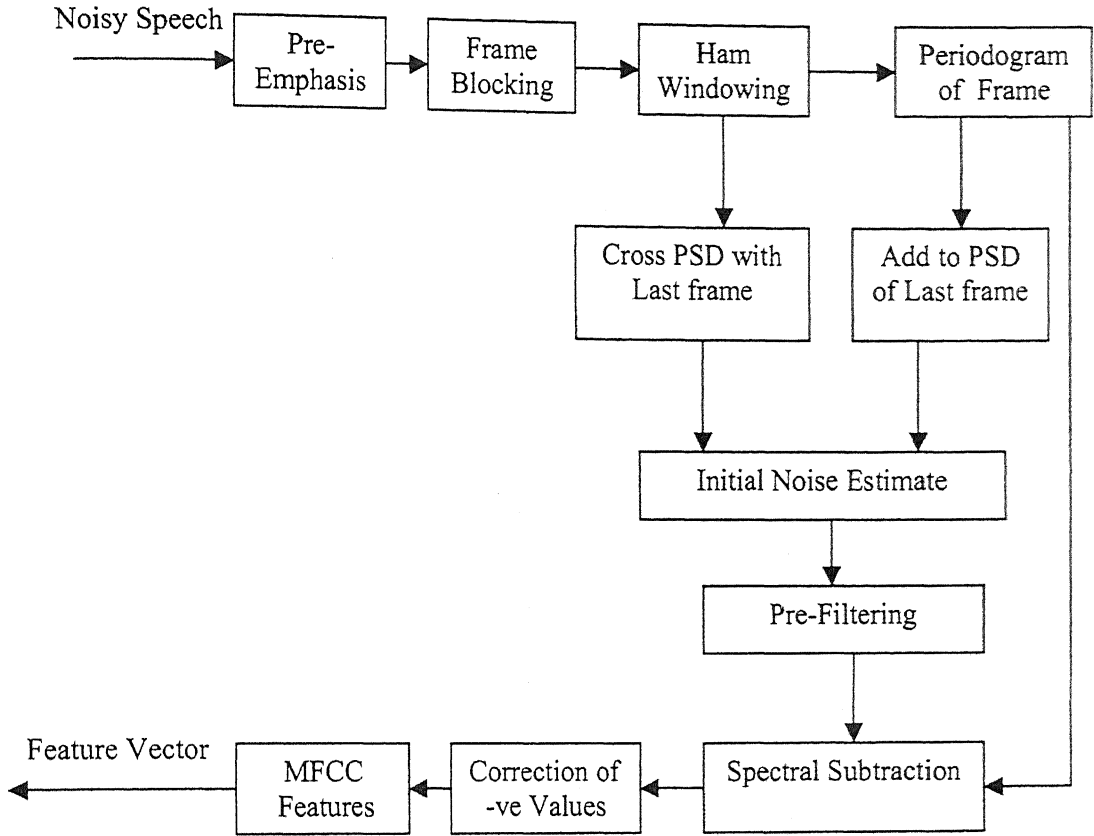 Noisy Speech
Pre-
Emphasis
Frame
Blocking
Ham
Windowing
Periodogram
of Frame
Cross PSD with
Last frame
Add to PSD
of Last frame
Initial Noise Estimate
Pre-Filtering
Spectral Subtraction
Correction of
-ve Values
MFCC
Features
Feature Vector